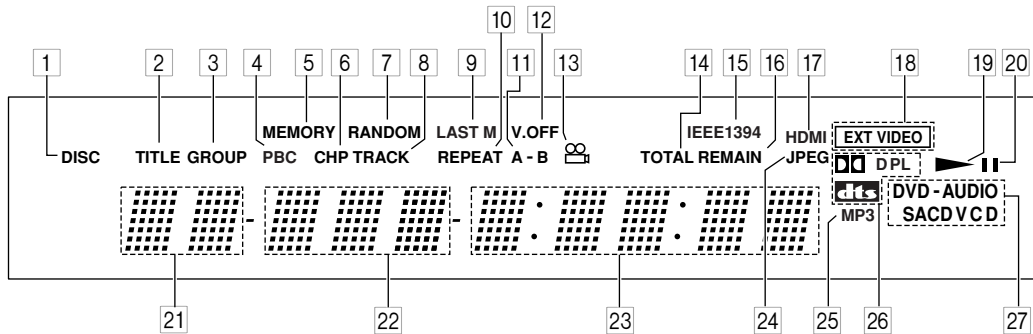 10 12
1 2 3 4 5 6 7 8 9 11 13 14 15 16 17 18 19 20
MEMORY RANDOM LAST M V.OFF IEEE1394 HDMI EXT VIDEO
DISC TITLE GROUP PBC CHP TRACK REPEAT A - B TOTAL REMAIN JPEG DPL
dts DVD - AUDIO
MP3 SACD V C D
21 22 23 24 25 26 27